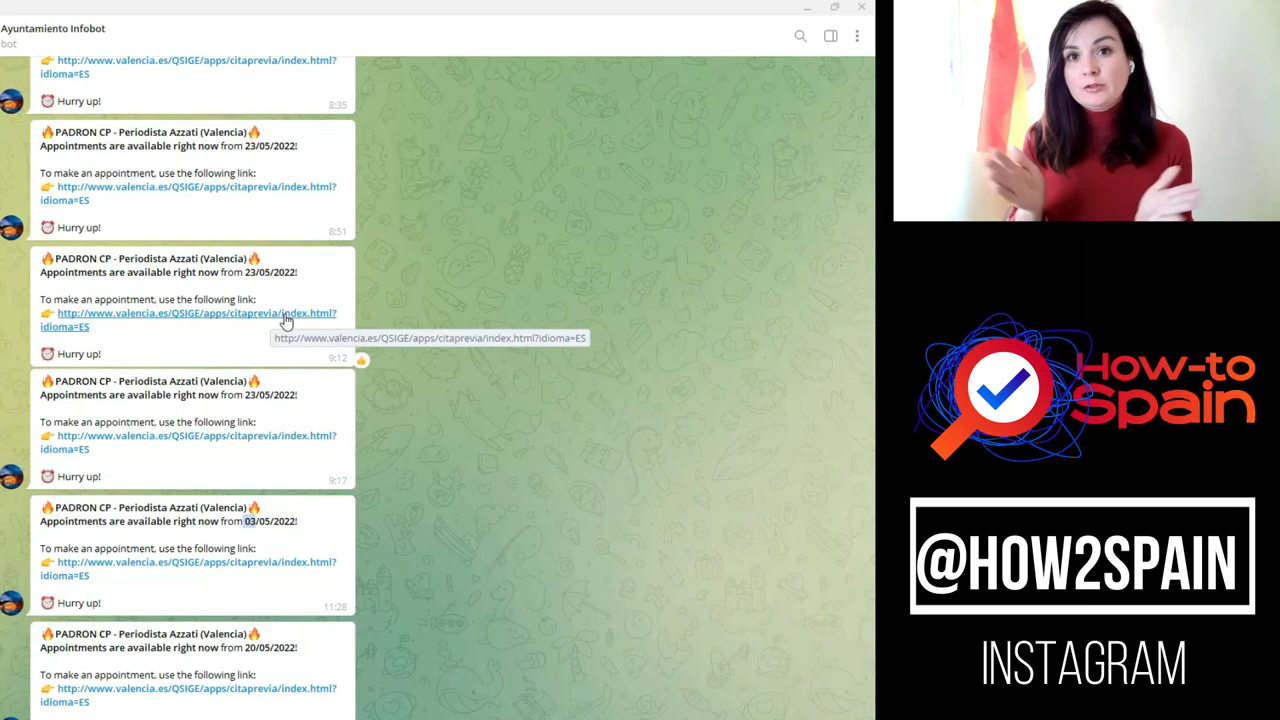 Ayuntamiento Infobot
bot
👉 http://www.valencia.es/QSIGE/apps/citaprevia/index.html?
idioma=ES
⏰ Hurry up!
8:35
🔥PADRON CP - Periodista Azzati (Valencia)🔥
Appointments are available right now from 23/05/2022!
To make an appointment, use the following link:
👉 http://www.valencia.es/QSIGE/apps/citaprevia/index.html?
idioma=ES
⏰ Hurry up!
8:51
🔥PADRON CP - Periodista Azzati (Valencia)🔥
Appointments are available right now from 23/05/2022!
To make an appointment, use the following link:
👉 http://www.valencia.es/QSIGE/apps/citaprevia/index.html?
idioma=ES
http://www.valencia.es/QSIGE/apps/citaprevia/index.html?idioma=ES
⏰ Hurry up!
9:12
🔥PADRON CP - Periodista Azzati (Valencia)🔥
Appointments are available right now from 23/05/2022!
To make an appointment, use the following link:
👉 http://www.valencia.es/QSIGE/apps/citaprevia/index.html?
idioma=ES
⏰ Hurry up!
9:17
🔥PADRON CP - Periodista Azzati (Valencia)🔥
Appointments are available right now from 03/05/2022!
To make an appointment, use the following link:
👉 http://www.valencia.es/QSIGE/apps/citaprevia/index.html?
idioma=ES
⏰ Hurry up!
11:28
🔥PADRON CP - Periodista Azzati (Valencia)🔥
Appointments are available right now from 20/05/2022!
To make an appointment, use the following link:
👉 http://www.valencia.es/QSIGE/apps/citaprevia/index.html?
idioma=ES
How-to
Spain
@HOW2SPAIN
INSTAGRAM